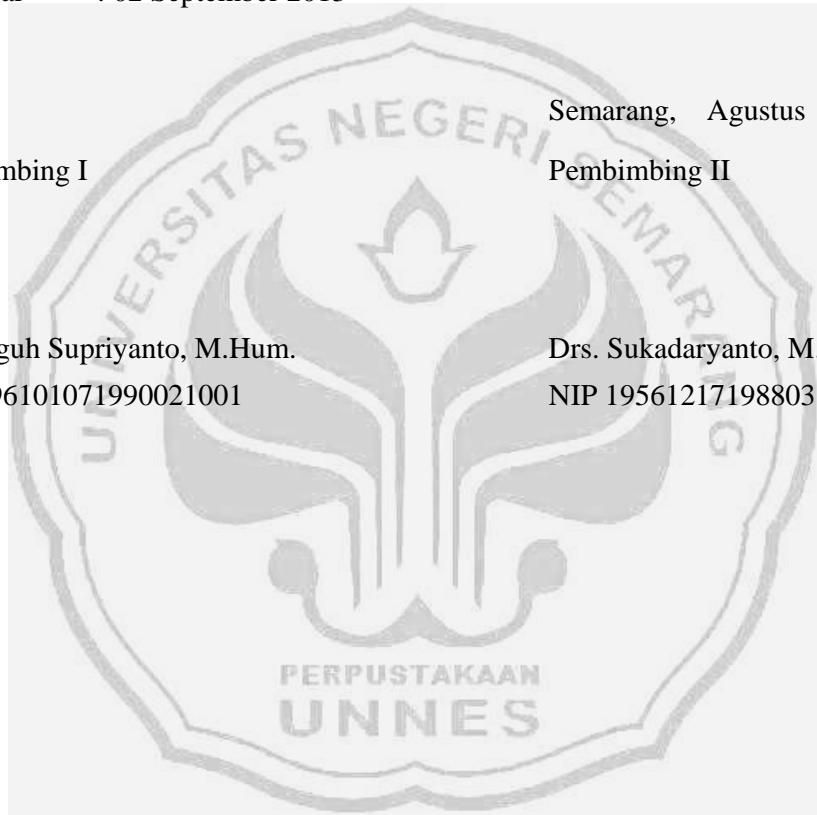 : 02 September 2013
Semarang, Agustus
mbing I Pembimbing II
guh Supriyanto, M.Hum. Drs. Sukadaryanto, M.
96101071990021001 NIP 19561217198803
UNIVERSITAS NEGERI SEMARANG
PERPUSTAKAAN
UNNES